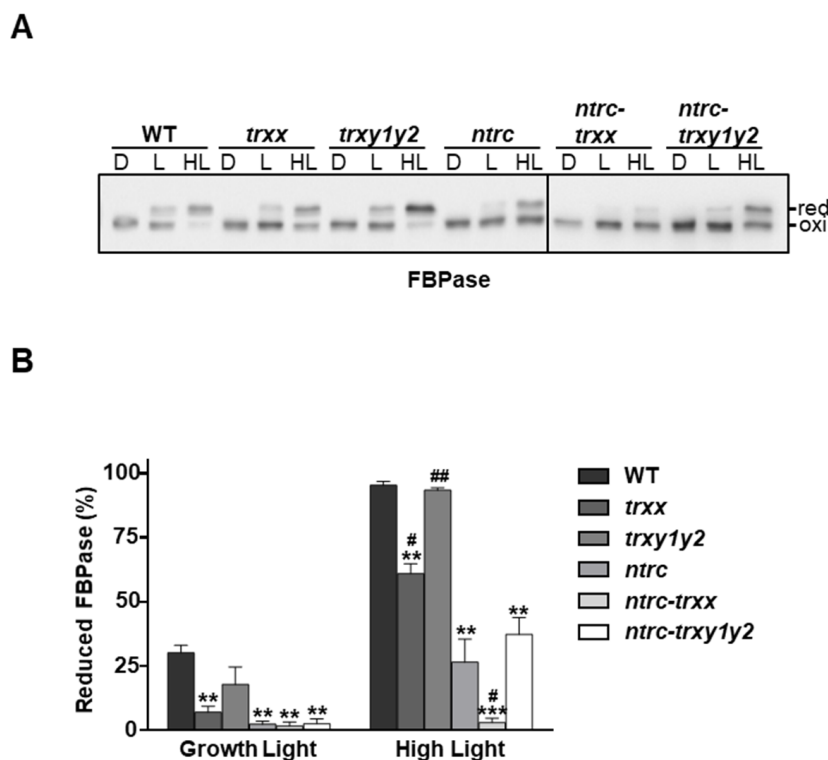 A
WT trxx trxy1y2 ntrc ntrc-trxx ntrc-trxy1y2
D L HL D L HL D L HL D L HL D L HL D L HL
red
oxi
FBPase
B
Reduced FBPase (%)
100
75
50
25
0
** ** ** **
# ** ## ** # *** **
Growth Light High Light
WT
trxx
trxy1y2
ntrc
ntrc-trxx
ntrc-trxy1y2